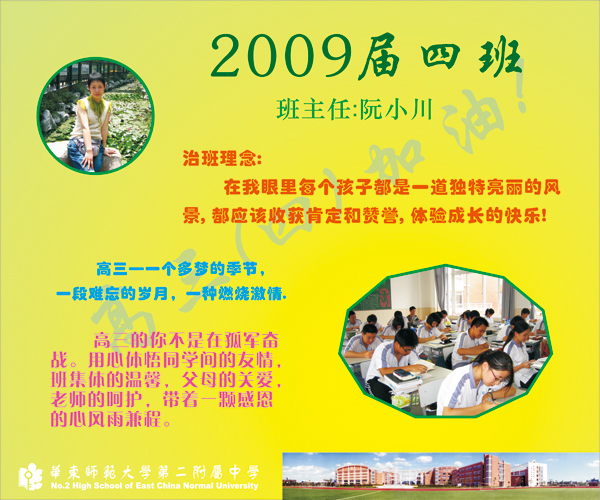 2009届四班
班主任:阮小川
治班理念:
在我眼里每个孩子都是一道独特亮丽的风
景,都应该收获肯定和赞誉,体验成长的快乐!
高三(四)加油!
高三——个多梦的季节,
一段难忘的岁月，一种燃烧激情.
高三的你不是在孤军奋
战。用心体悟同学间的友情，
班集体的温馨，父母的关爱，
老师的呵护，带着一颗感恩
的心风雨兼程。
華東師範大學第二附屬中學
No.2 High School of East China Normal University